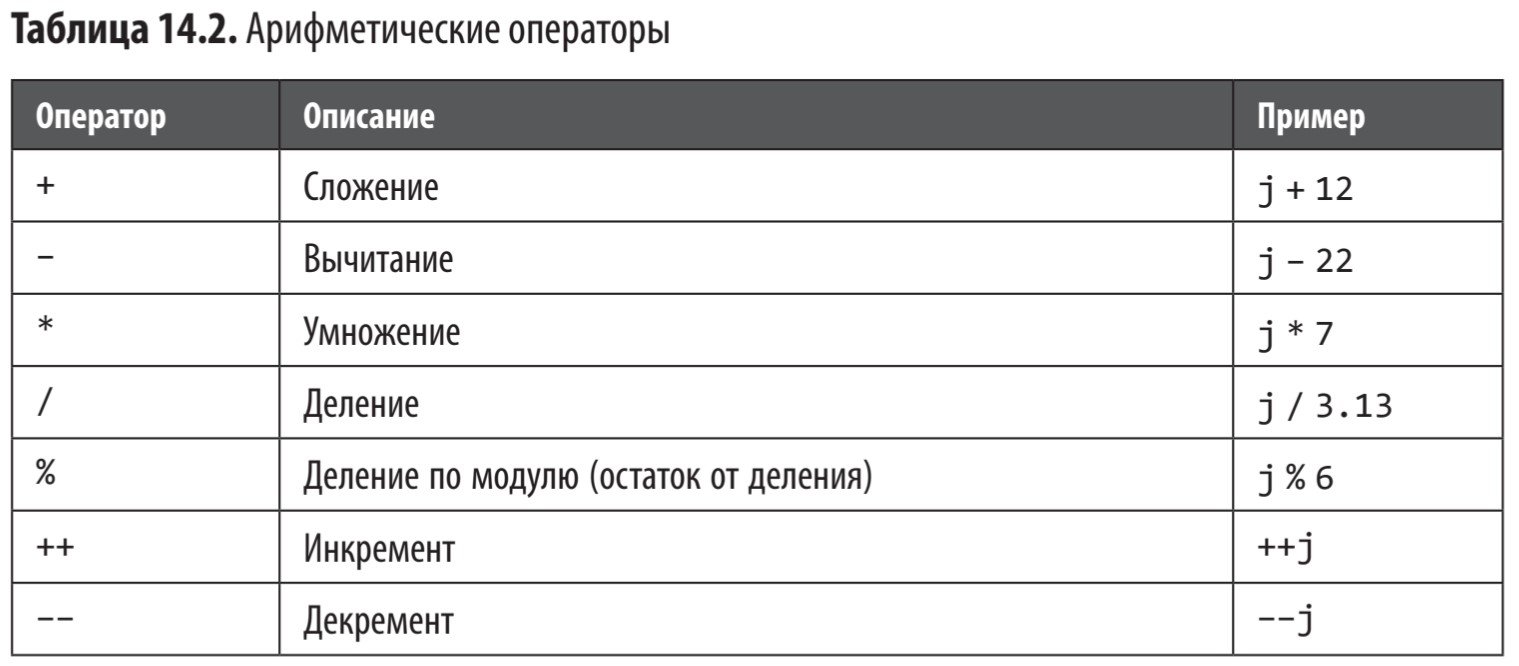 Таблица 14.2. Арифметические операторы
Оператор Описание Пример
+ Сложение j + 12
– Вычитание j – 22
* Умножение j * 7
/ Деление j / 3.13
% Деление по модулю (остаток от деления) j % 6
++ Инкремент ++j
–– Декремент ––j